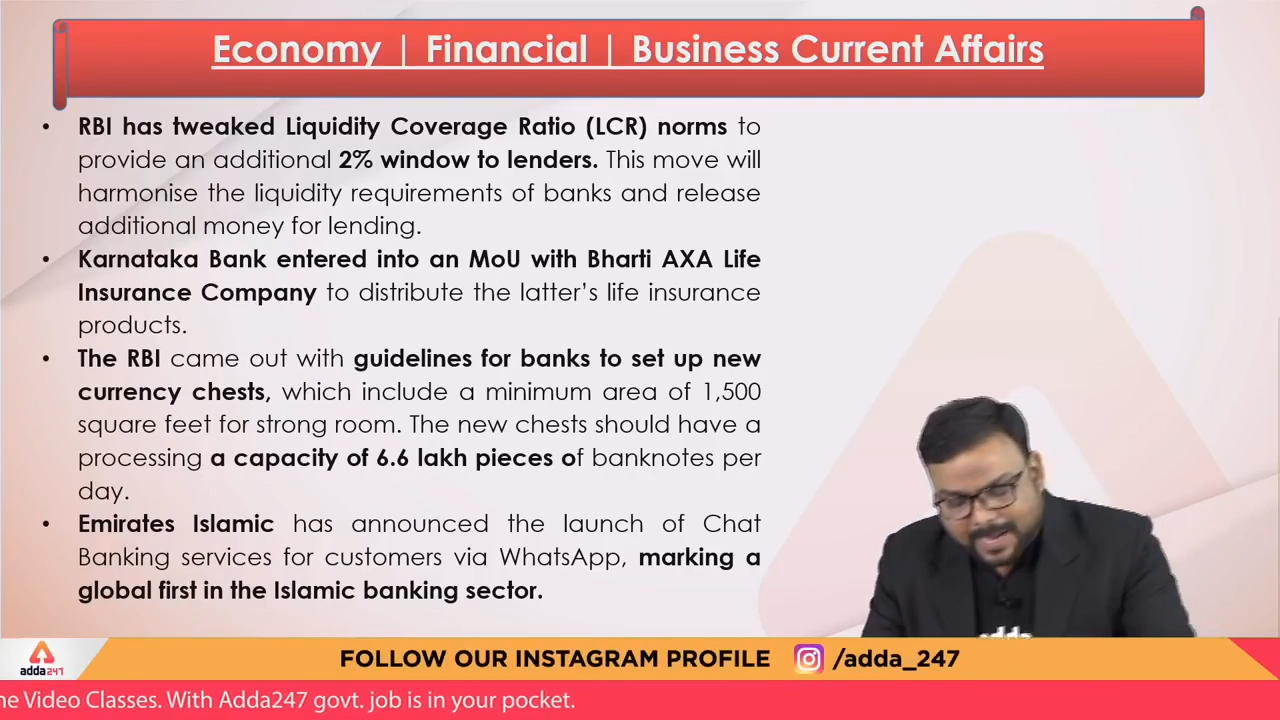 Economy | Financial | Business Current Affairs
• RBI has tweaked Liquidity Coverage Ratio (LCR) norms to
provide an additional 2% window to lenders. This move will
harmonise the liquidity requirements of banks and release
additional money for lending.
• Karnataka Bank entered into an MoU with Bharti AXA Life
Insurance Company to distribute the latter’s life insurance
products.
• The RBI came out with guidelines for banks to set up new
currency chests, which include a minimum area of 1,500
square feet for strong room. The new chests should have a
processing a capacity of 6.6 lakh pieces of banknotes per
day.
• Emirates Islamic has announced the launch of Chat
Banking services for customers via WhatsApp, marking a
global first in the Islamic banking sector.
adda
adda247
FOLLOW OUR INSTAGRAM PROFILE /adda_247
ne Video Classes. With Adda247 govt. job is in your pocket.